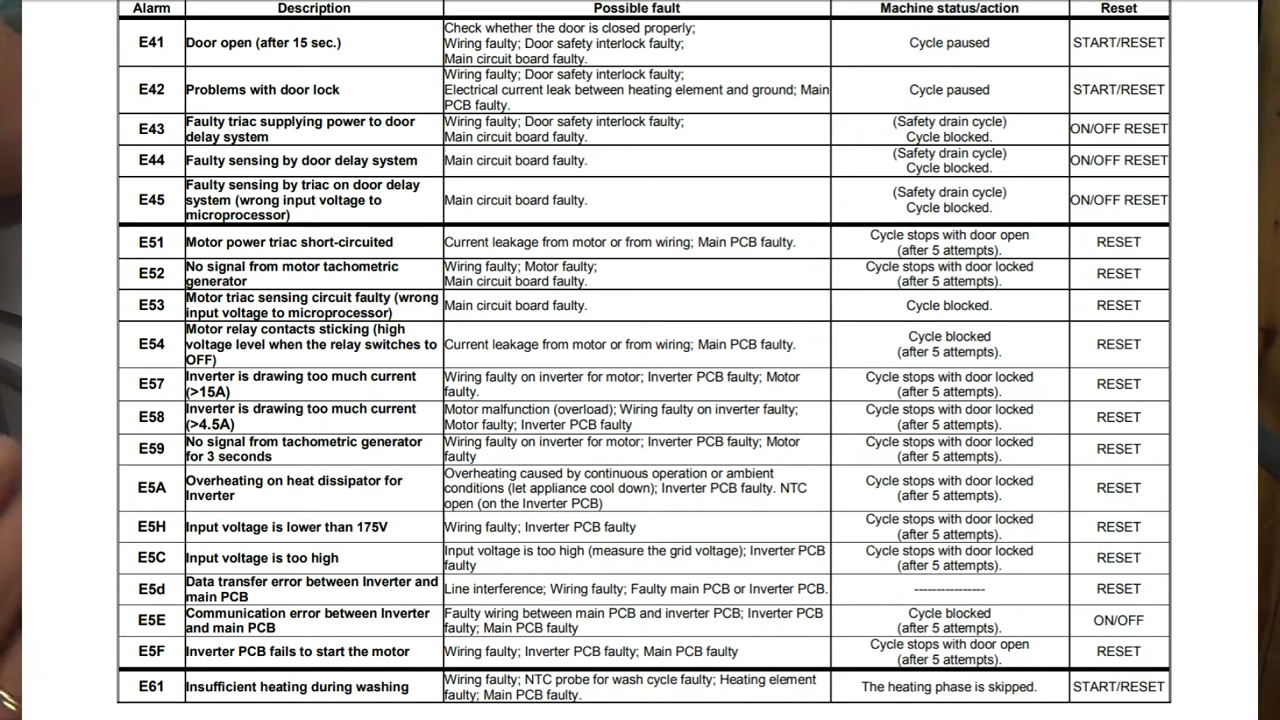 Alarm Description Possible fault Machine status/action Reset
E41 Door open (after 15 sec.) Check whether the door is closed properly;
Wiring faulty; Door safety interlock faulty;
Main circuit board faulty. Cycle paused START/RESET
E42 Problems with door lock Wiring faulty; Door safety interlock faulty;
Electrical current leak between heating element and ground; Main
PCB faulty. Cycle paused START/RESET
E43 Faulty triac supplying power to door
delay system Wiring faulty; Door safety interlock faulty;
Main circuit board faulty. (Safety drain cycle)
Cycle blocked. ON/OFF RESET
E44 Faulty sensing by door delay system Main circuit board faulty. (Safety drain cycle)
Cycle blocked. ON/OFF RESET
E45 Faulty sensing by triac on door delay
system (wrong input voltage to
microprocessor) Main circuit board faulty. (Safety drain cycle)
Cycle blocked. ON/OFF RESET
E51 Motor power triac short-circuited Current leakage from motor or from wiring; Main PCB faulty. Cycle stops with door open
(after 5 attempts). RESET
E52 No signal from motor tachometric
generator Wiring faulty; Motor faulty;
Main circuit board faulty. Cycle stops with door locked
(after 5 attempts). RESET
E53 Motor triac sensing circuit faulty (wrong
input voltage to microprocessor) Main circuit board faulty. Cycle blocked. RESET
E54 Motor relay contacts sticking (high
voltage level when the relay switches to
OFF) Current leakage from motor or from wiring; Main PCB faulty. Cycle blocked
(after 5 attempts). RESET
E57 Inverter is drawing too much current
(>15A) Wiring faulty on inverter for motor; Inverter PCB faulty; Motor
faulty. Cycle stops with door locked
(after 5 attempts). RESET
E58 Inverter is drawing too much current
(>4.5A) Motor malfunction (overload); Wiring faulty on inverter faulty;
Motor faulty; Inverter PCB faulty Cycle stops with door locked
(after 5 attempts). RESET
E59 No signal from tachometric generator
for 3 seconds Wiring faulty on inverter for motor; Inverter PCB faulty; Motor
faulty Cycle stops with door locked
(after 5 attempts). RESET
E5A Overheating on heat dissipator for
Inverter Overheating caused by continuous operation or ambient
conditions (let appliance cool down); Inverter PCB faulty. NTC
open (on the Inverter PCB) Cycle stops with door locked
(after 5 attempts). RESET
E5H Input voltage is lower than 175V Wiring faulty; Inverter PCB faulty Cycle stops with door locked
(after 5 attempts). RESET
E5C Input voltage is too high Input voltage is too high (measure the grid voltage); Inverter PCB
faulty Cycle stops with door locked
(after 5 attempts). RESET
E5d Data transfer error between Inverter and
main PCB Line interference; Wiring faulty; Faulty main PCB or Inverter PCB. ---------------- RESET
E5E Communication error between Inverter
and main PCB Faulty wiring between main PCB and inverter PCB; Inverter PCB
faulty; Main PCB faulty Cycle blocked
(after 5 attempts). ON/OFF
E5F Inverter PCB fails to start the motor Wiring faulty; Inverter PCB faulty; Main PCB faulty Cycle stops with door open
(after 5 attempts). RESET
E61 Insufficient heating during washing Wiring faulty; NTC probe for wash cycle faulty; Heating element
faulty; Main PCB faulty. The heating phase is skipped. START/RESET